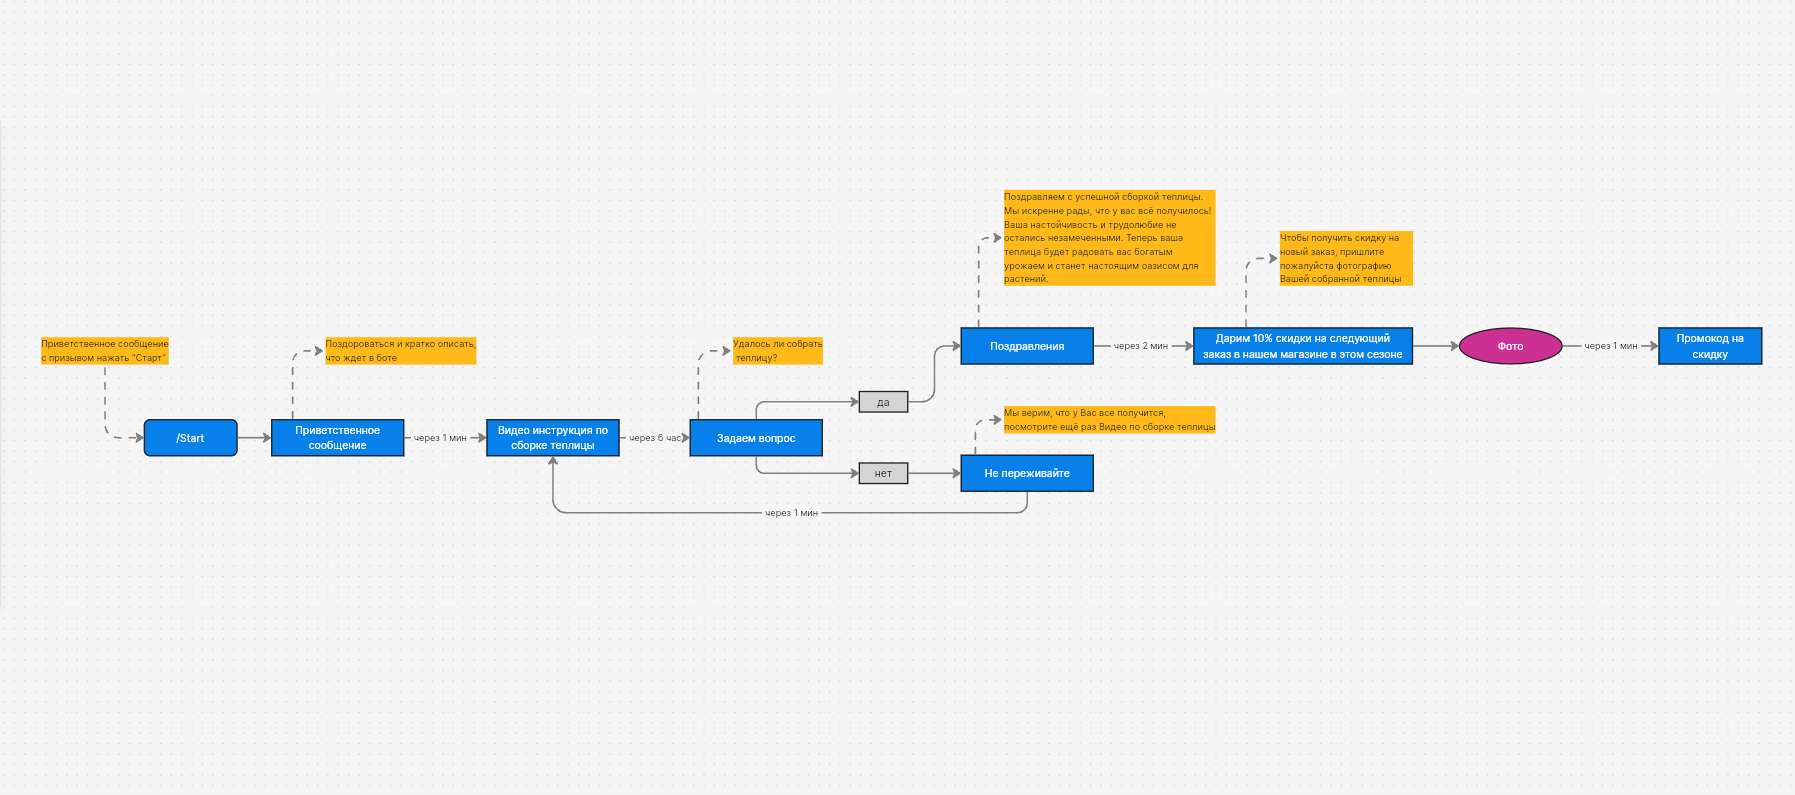 Приветственное сообщение
с призывом нажать "Старт"
/Start
Поздороваться и кратко описать,
что ждет в боте
Приветственное
сообщение
через 1 мин
Видео инструкция по
сборке теплицы
через 6 час
Удалось ли собрать
теплицу?
Задаем вопрос
да
нет
Поздравляем с успешной сборкой теплицы.
Мы искренне рады, что у вас всё получилось!
Ваша настойчивость и трудолюбие не
остались незамеченными. Теперь ваша
теплица будет радовать вас богатым
урожаем и станет настоящим оазисом для
растений.
Поздравления
через 2 мин
Чтобы получить скидку на
новый заказ, пришлите
пожалуйста фотографию
Вашей собранной теплицы
Дарим 10% скидки на следующий
заказ в нашем магазине в этом сезоне
Фото
через 1 мин
Промокод на
скидку
Мы верим, что у Вас все получится,
посмотрите ещё раз Видео по сборке теплицы
Не переживайте
через 1 мин